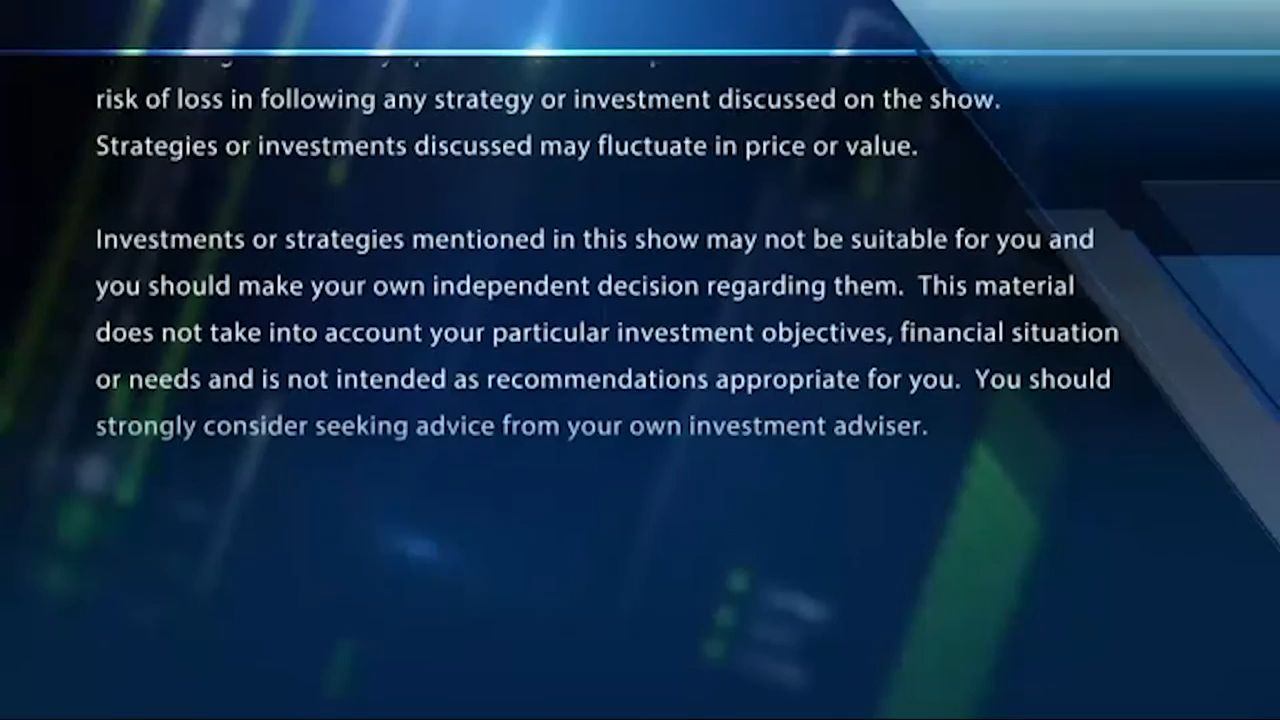 risk of loss in following any strategy or investment discussed on the show.
Strategies or investments discussed may fluctuate in price or value.
Investments or strategies mentioned in this show may not be suitable for you and
you should make your own independent decision regarding them.  This material
does not take into account your particular investment objectives, financial situation
or needs and is not intended as recommendations appropriate for you.  You should
strongly consider seeking advice from your own investment adviser.